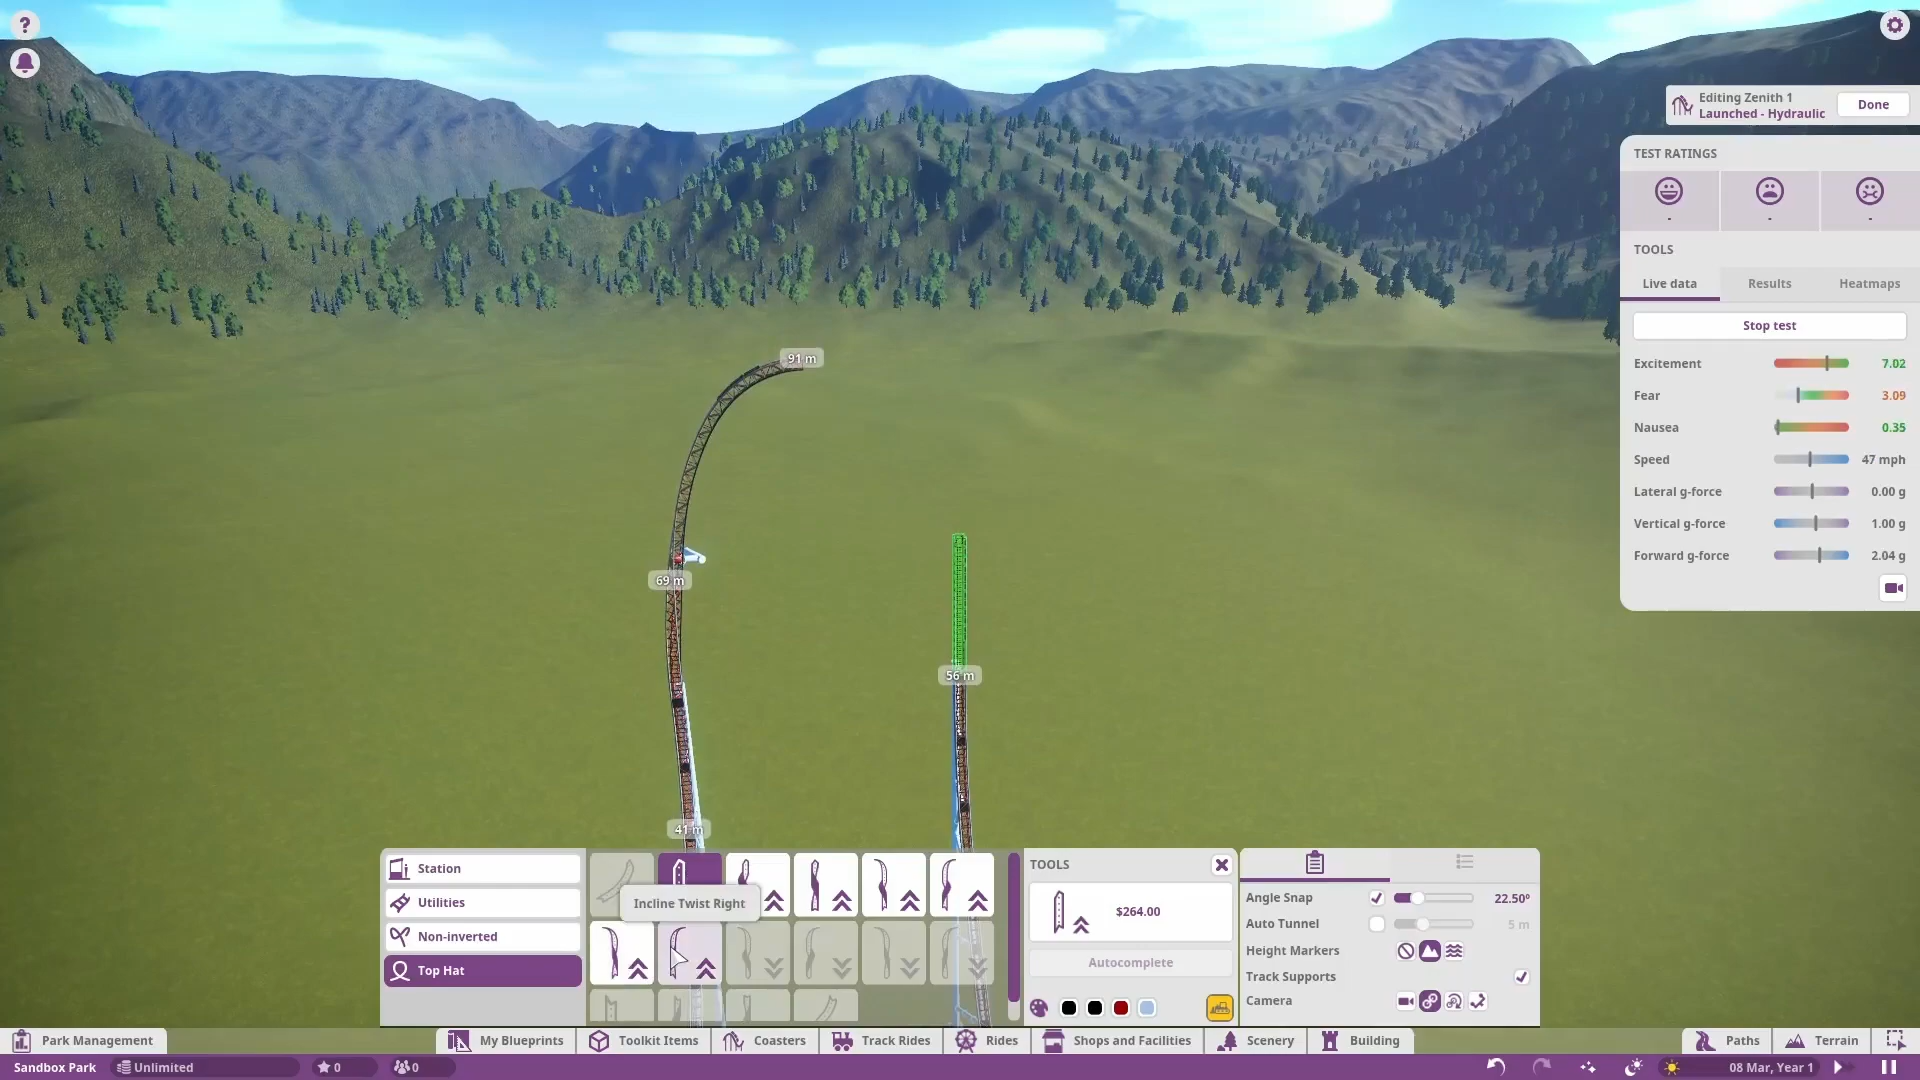 ?
Editing Zenith 1
Launched - Hydraulic
Done
TEST RATINGS
- - -
TOOLS
Live data Results Heatmaps
Stop test
Excitement 7.02
Fear 3.09
Nausea 0.35
Speed 47 mph
Lateral g-force 0.00 g
Vertical g-force 1.00 g
Forward g-force 2.04 g
91 m
69 m
56 m
41 m
Station
Utilities
Non-inverted
Top Hat
Incline Twist Right
TOOLS
$264.00
Autocomplete
Angle Snap 22.50º
Auto Tunnel 5 m
Height Markers
Track Supports
Camera
Park Management
My Blueprints
Toolkit Items
Coasters
Track Rides
Rides
Shops and Facilities
Scenery
Building
Paths
Terrain
Sandbox Park
Unlimited
0
0
08 Mar, Year 1